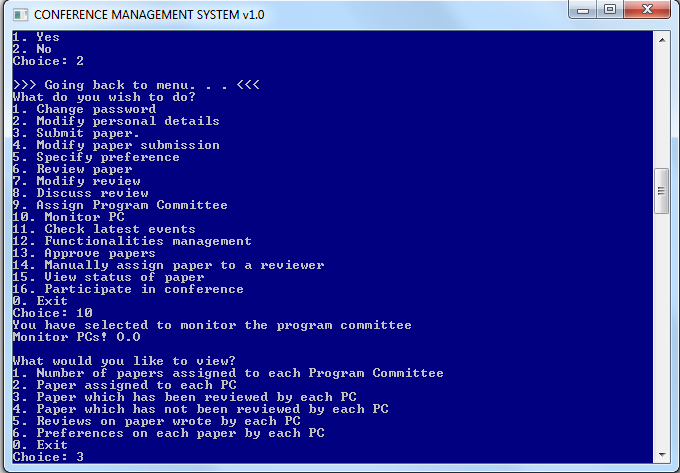 CONFERENCE MANAGEMENT SYSTEM v1.0
1. Yes
2. No
Choice: 2
>>> Going back to menu. . . <<<
What do you wish to do?
1. Change password
2. Modify personal details
3. Submit paper.
4. Modify paper submission
5. Specify preference
6. Review paper
7. Modify review
8. Discuss review
9. Assign Program Committee
10. Monitor PC
11. Check latest events
12. Functionalities management
13. Approve papers
14. Manually assign paper to a reviewer
15. View status of paper
16. Participate in conference
0. Exit
Choice: 10
You have selected to monitor the program committee
Monitor PCs! O.O
What would you like to view?
1. Number of papers assigned to each Program Committee
2. Paper assigned to each PC
3. Paper which has been reviewed by each PC
4. Paper which has not been reviewed by each PC
5. Reviews on paper wrote by each PC
6. Preferences on each paper by each PC
0. Exit
Choice: 3